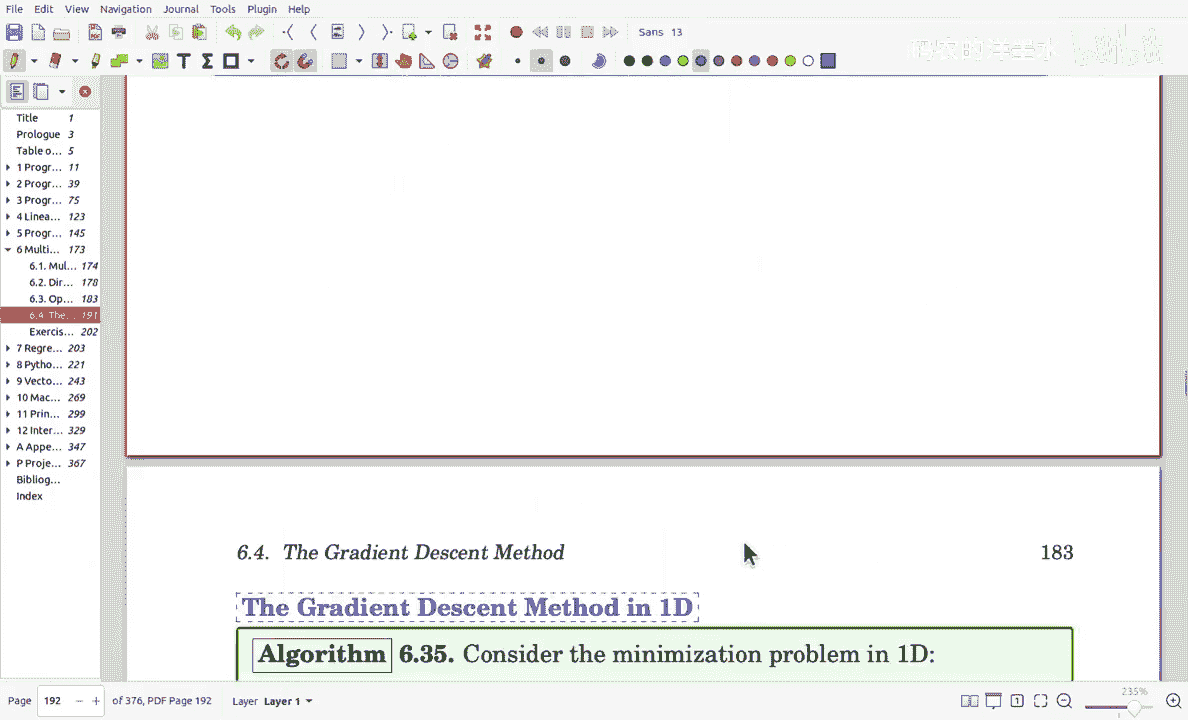 File Edit View Navigation Journal Tools Plugin Help
Sans 13
Title 1
Prologue 3
Table o... 5
1 Progr... 11
2 Progr... 39
3 Progr... 75
4 Linea... 123
5 Progr... 145
6 Multi... 173
6.1. Mul... 174
6.2. Dir... 178
6.3. Op... 183
6.4 The... 191
Exercis... 202
7 Regre... 203
8 Pytho... 221
9 Vecto... 243
10 Mac... 269
11 Prin... 299
12 Inter... 329
A Appe... 347
P Proje... 367
Bibliog...
Index
6.4. The Gradient Descent Method 183
The Gradient Descent Method in 1D
Algorithm 6.35. Consider the minimization problem in 1D:
Page 192 − + of 376, PDF Page 192 Layer Layer 1 235%